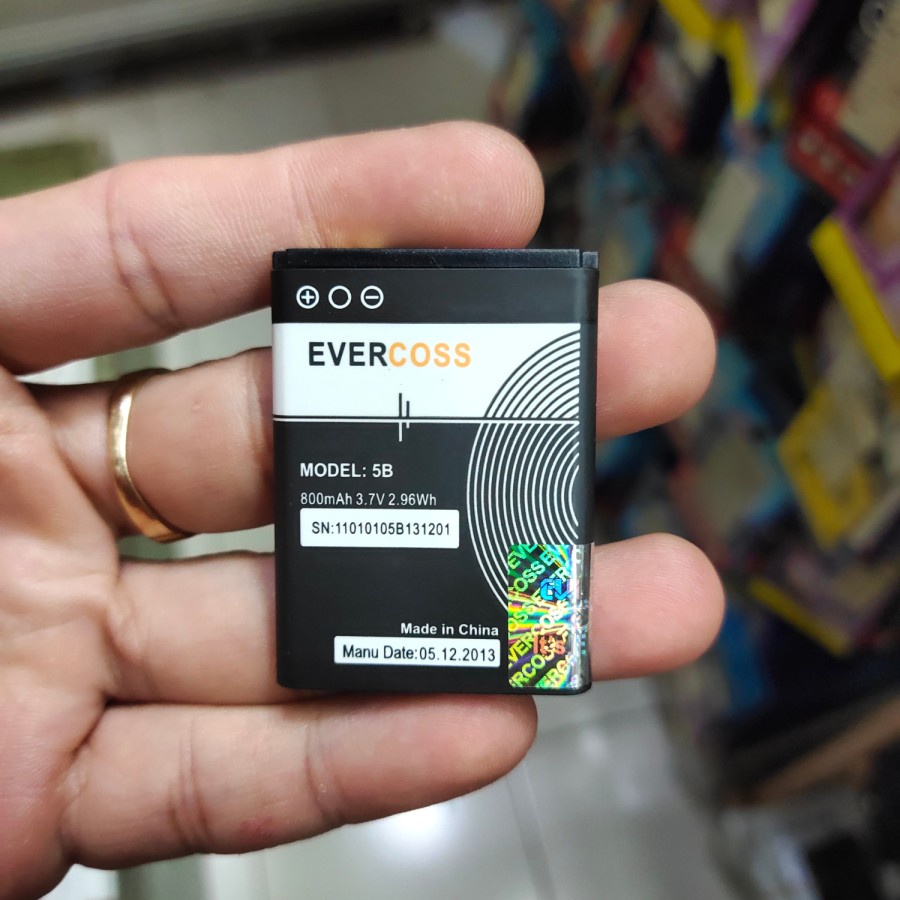 EVERCOSS
MODEL: 5B
800mAh 3.7V 2.96Wh
SN:11010105B131201
Made in China
Manu Date:05.12.2013